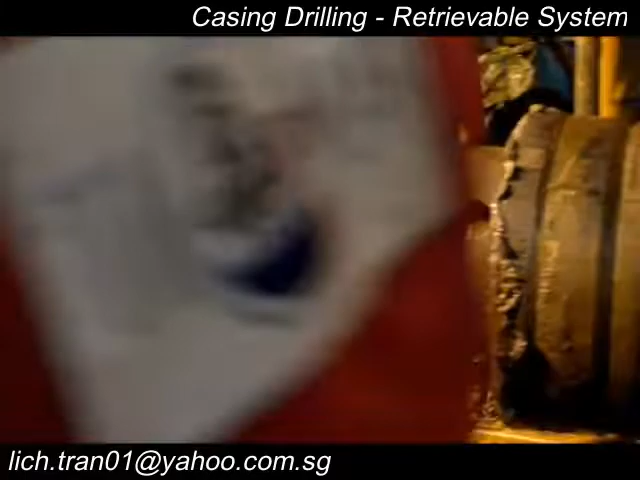 Casing Drilling - Retrievable System
lich.tran01@yahoo.com.sg